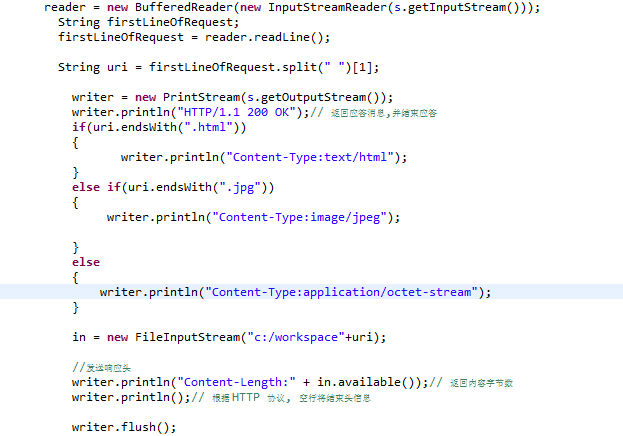 reader = new BufferedReader(new InputStreamReader(s.getInputStream()));
String firstLineOfRequest;
firstLineOfRequest = reader.readLine();
String uri = firstLineOfRequest.split(" ")[1];
writer = new PrintStream(s.getOutputStream());
writer.println("HTTP/1.1 200 OK");// 返回应答消息,并结束应答
if(uri.endsWith(".html"))
{
writer.println("Content-Type:text/html");
}
else if(uri.endsWith(".jpg"))
{
writer.println("Content-Type:image/jpeg");
}
else
{
writer.println("Content-Type:application/octet-stream");
}
in = new FileInputStream("c:/workspace"+uri);
//发送响应头
writer.println("Content-Length:" + in.available());// 返回内容字节数
writer.println();// 根据 HTTP 协议, 空行将结束头信息
writer.flush();